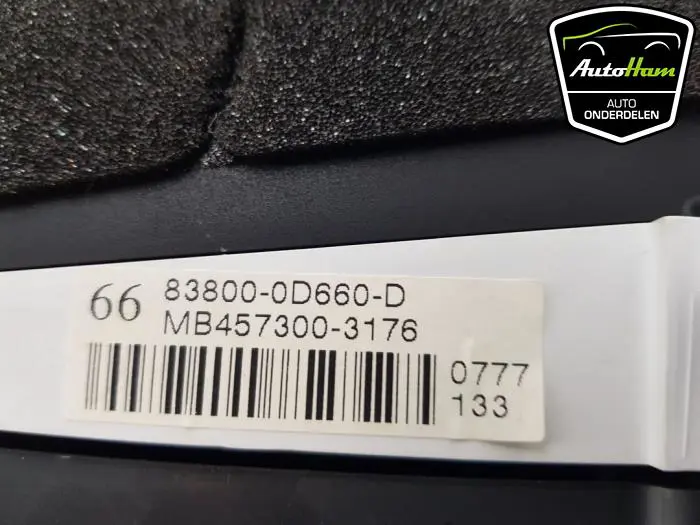 AutoHam
AUTO
ONDERDELEN
66 83800-0D660-D
MB457300-3176
0777
133